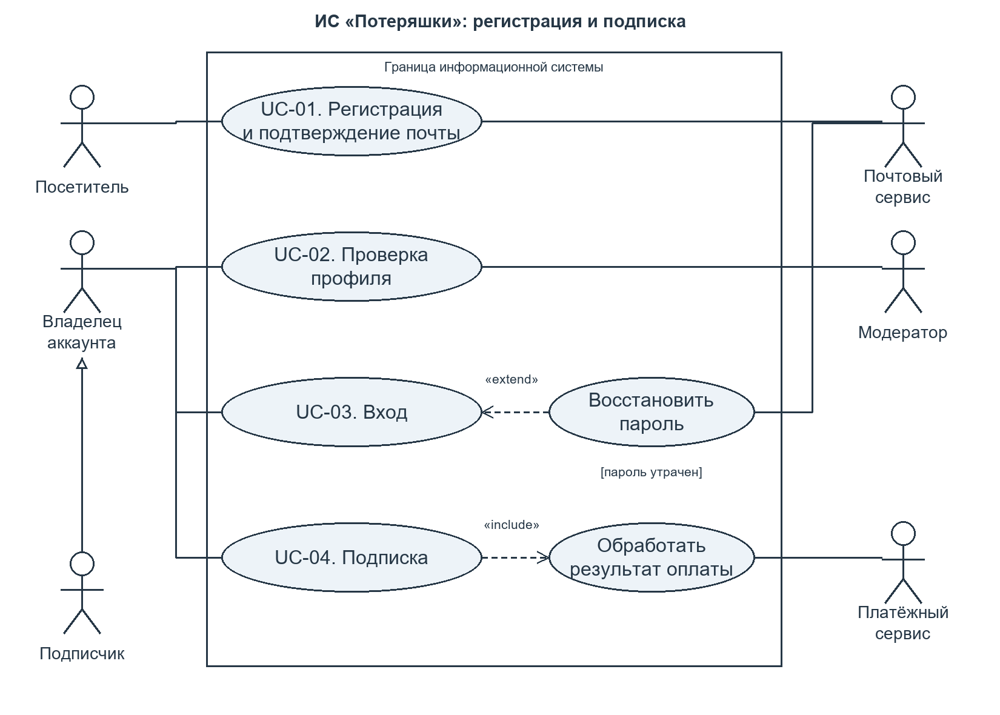 ИС «Потеряшки»: регистрация и подписка
Граница информационной системы
UC-01. Регистрация
и подтверждение почты
Посетитель
Почтовый
сервис
UC-02. Проверка
профиля
Владелец
аккаунта
Модератор
«extend»
UC-03. Вход
Восстановить
пароль
[пароль утрачен]
«include»
UC-04. Подписка
Обработать
результат оплаты
Подписчик
Платёжный
сервис